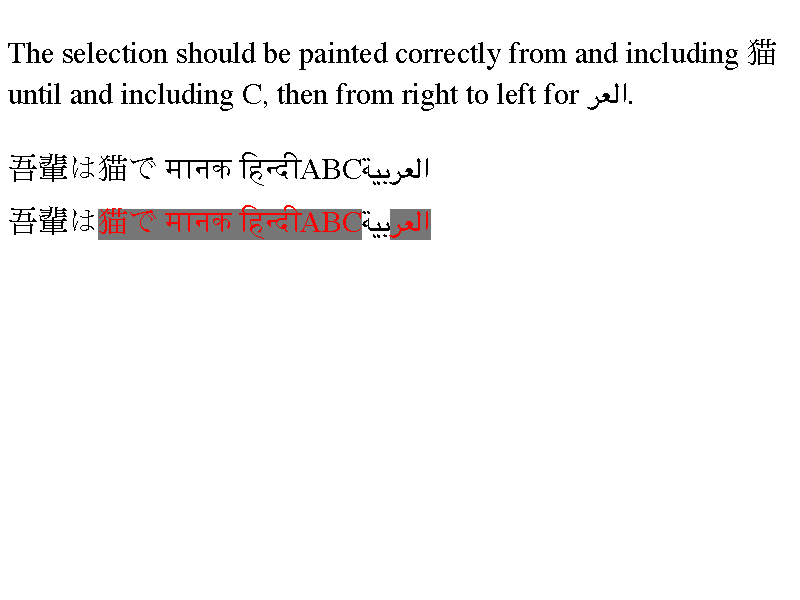 The selection should be painted correctly from and including 猫
until and including C, then from right to left for العر.
吾輩は猫で मानक हिन्दीABCالعربية
吾輩は猫で मानक हिन्दीABCالعربية